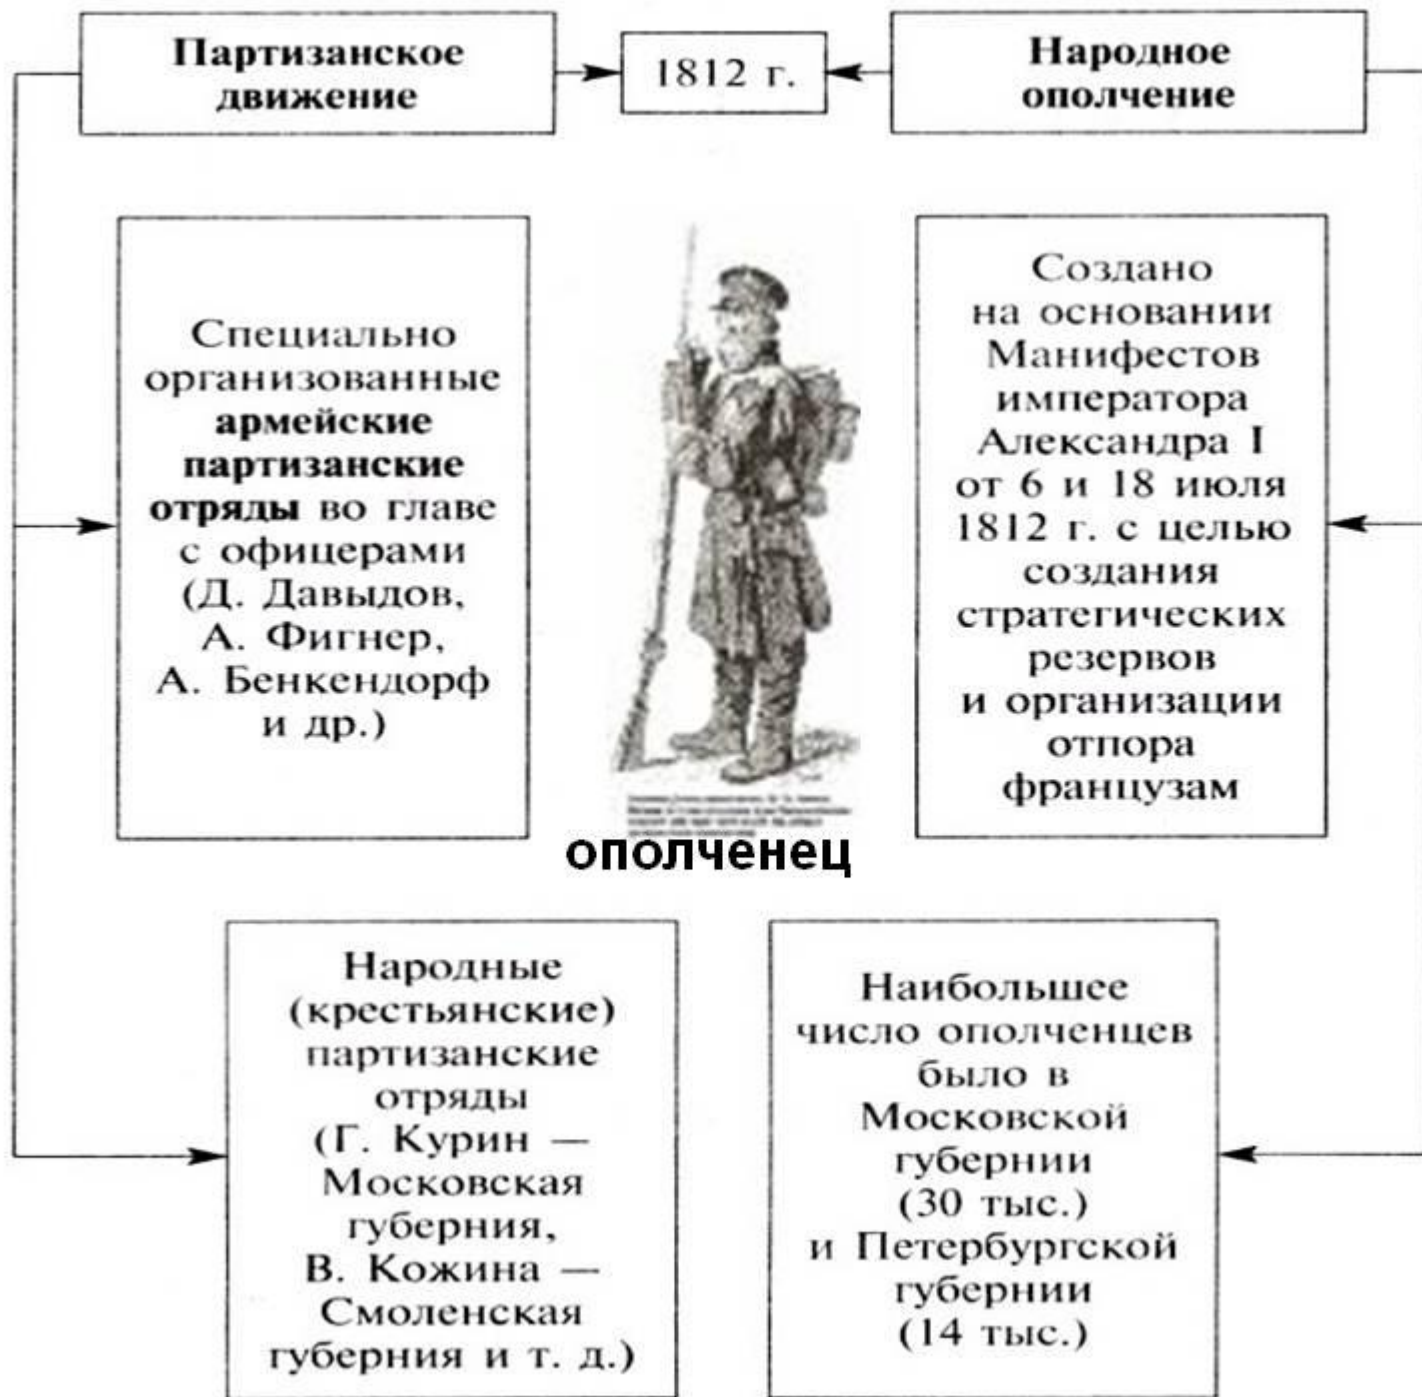 Партизанское
движение
1812 г.
Народное
ополчение
Специально
организованные
армейские
партизанские
отряды во главе
с офицерами
(Д. Давыдов,
А. Фигнер,
А. Бенкендорф
и др.)
Создано
на основании
Манифестов
императора
Александра I
от 6 и 18 июля
1812 г. с целью
создания
стратегических
резервов
и организации
отпора
французам
ополченец
Народные
(крестьянские)
партизанские
отряды
(Г. Курин —
Московская
губерния,
В. Кожина —
Смоленская
губерния и т. д.)
Наибольшее
число ополченцев
было в
Московской
губернии
(30 тыс.)
и Петербургской
губернии
(14 тыс.)